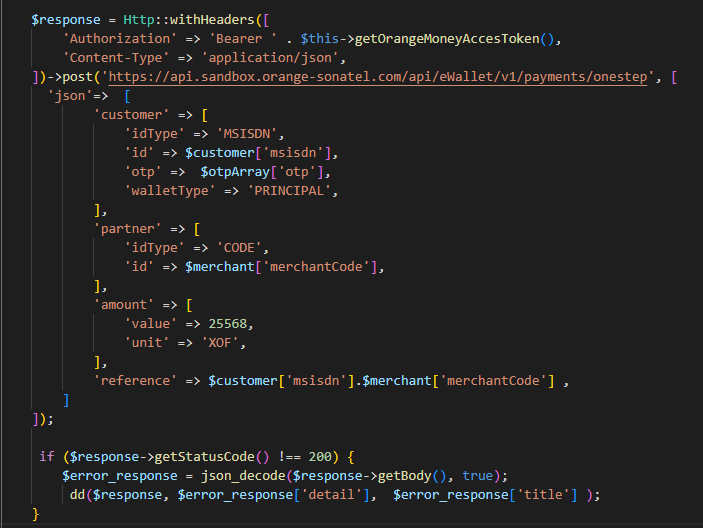 $response = Http::withHeaders([
'Authorization' => 'Bearer ' . $this->getOrangeMoneyAccesToken(),
'Content-Type' => 'application/json',
])->post('https://api.sandbox.orange-sonatel.com/api/eWallet/v1/payments/onestep', [
'json'=>  [
'customer' => [
'idType' => 'MSISDN',
'id' => $customer['msisdn'],
'otp' =>  $otpArray['otp'],
'walletType' => 'PRINCIPAL',
],
'partner' => [
'idType' => 'CODE',
'id' => $merchant['merchantCode'],
],
'amount' => [
'value' => 25568,
'unit' => 'XOF',
],
'reference' => $customer['msisdn'].$merchant['merchantCode'] ,
]
]);
if ($response->getStatusCode() !== 200) {
$error_response = json_decode($response->getBody(), true);
dd($response, $error_response['detail'],  $error_response['title'] );
}